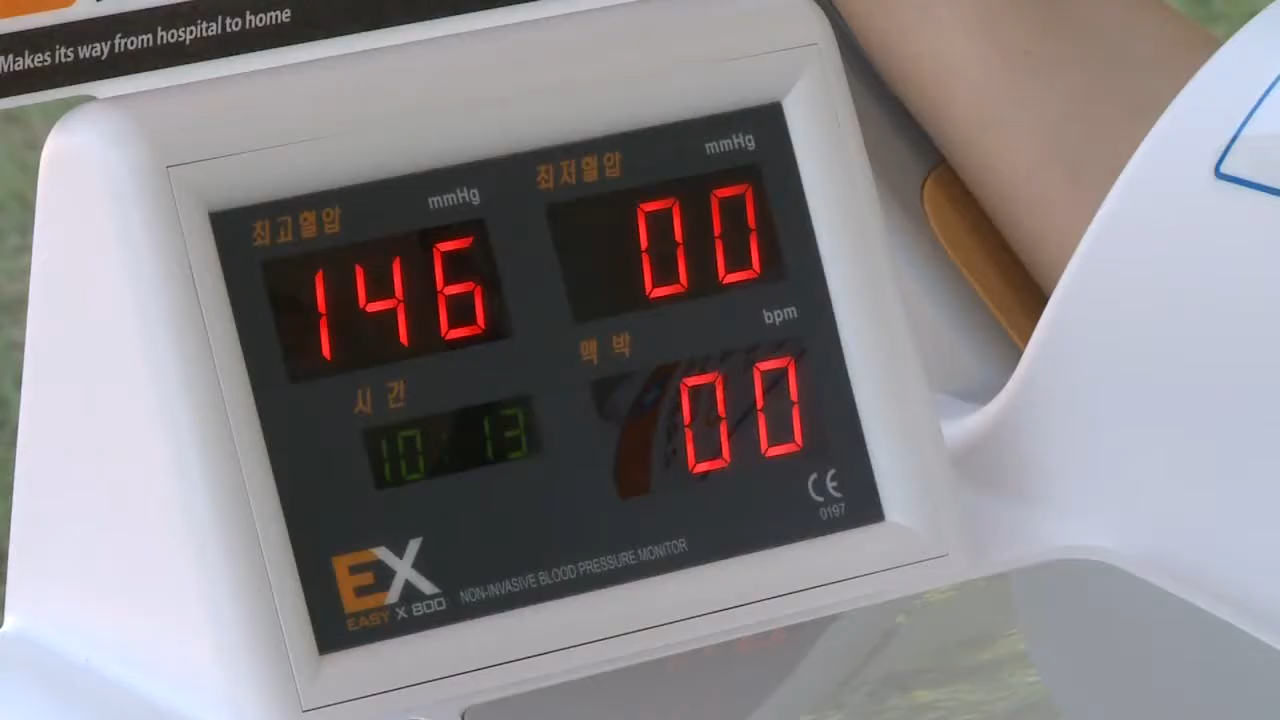 Makes its way from hospital to home
최고혈압 mmHg
146
최저혈압 mmHg
00
시 간
10 13
맥 박 bpm
00
CE
0197
EX
EASY X 800
NON-INVASIVE BLOOD PRESSURE MONITOR